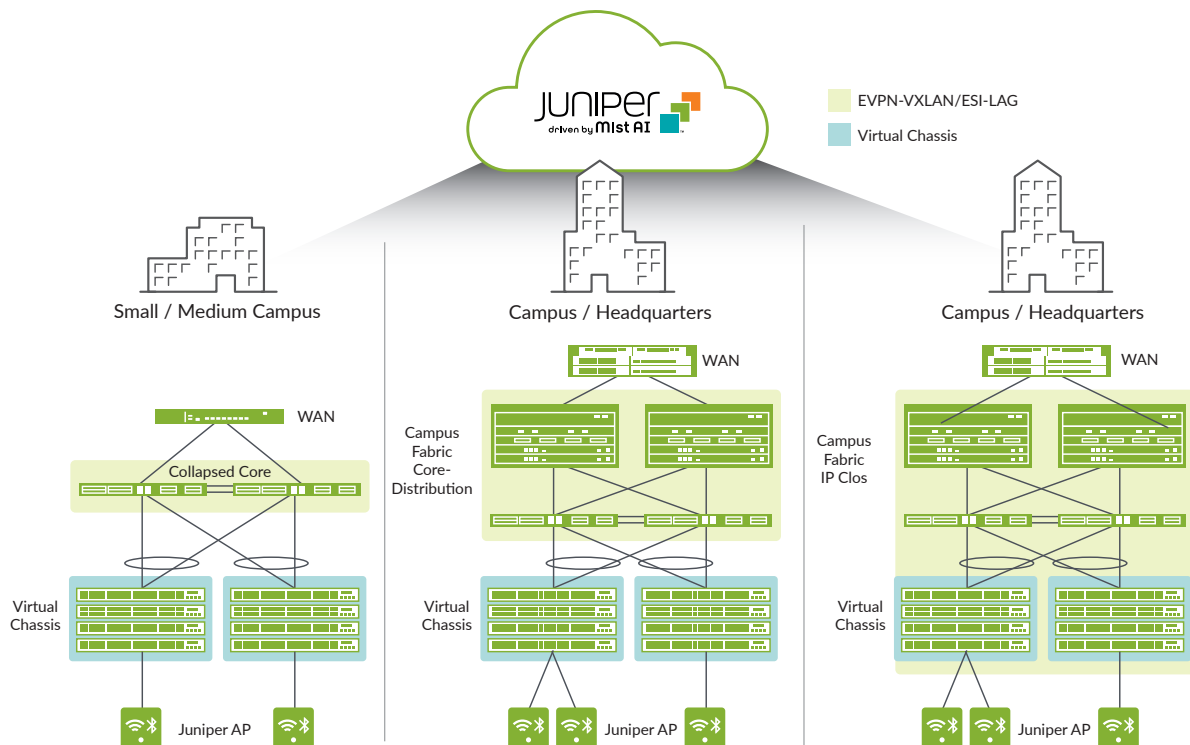 JUNIPer
driven by Mist AI
EVPN-VXLAN/ESI-LAG
Virtual Chassis
Small / Medium Campus
Campus / Headquarters
Campus / Headquarters
WAN
Collapsed Core
Virtual
Chassis
Juniper AP
WAN
Campus
Fabric
Core-
Distribution
Virtual
Chassis
Juniper AP
WAN
Campus
Fabric
IP Clos
Virtual
Chassis
Juniper AP